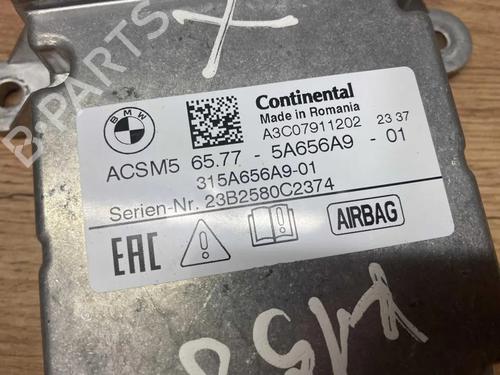 B-PARTS
X
BMW
Continental
Made in Romania
A3C07911202 23 37
ACSM5 65.77 - 5A656A9 - 01
315A656A9-01
Serien-Nr. 23B2580C2374
EAC
AIRBAG